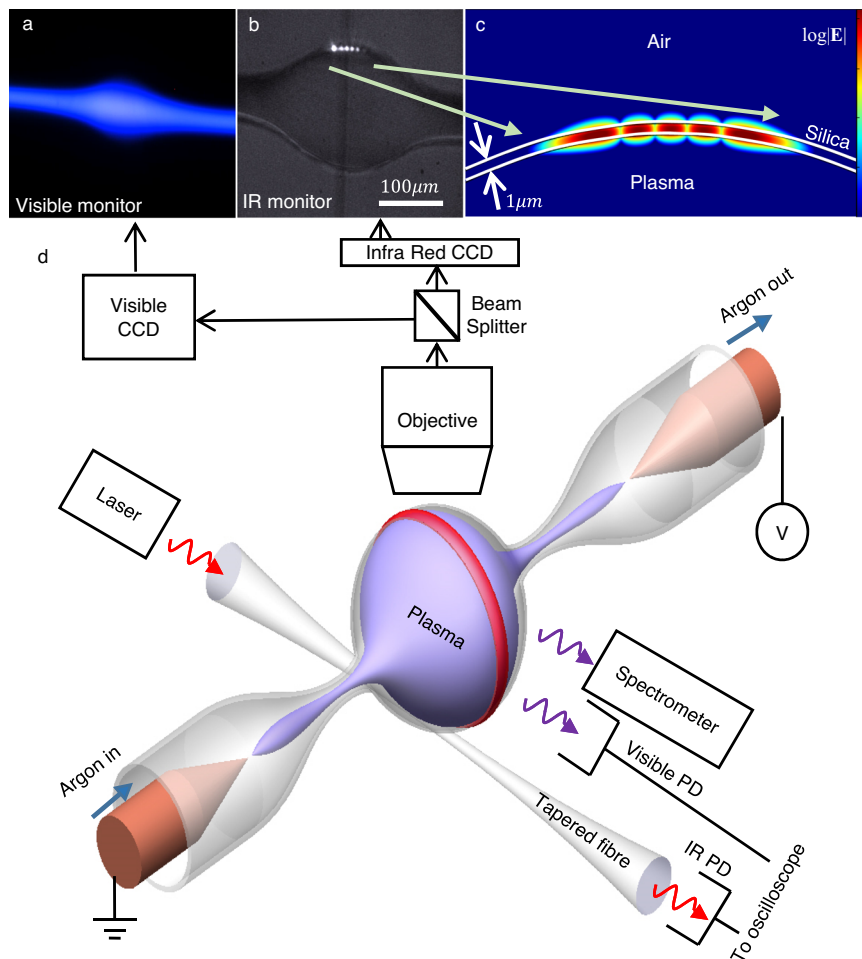 a
Visible monitor
b
100μm
IR monitor
c
log|E|
Air
Silica
Plasma
1μm
d
Visible
CCD
Infra Red CCD
Beam
Splitter
Objective
Argon out
Laser
V
Plasma
Spectrometer
Visible PD
Argon in
Tapered fibre
IR PD
To oscilloscope